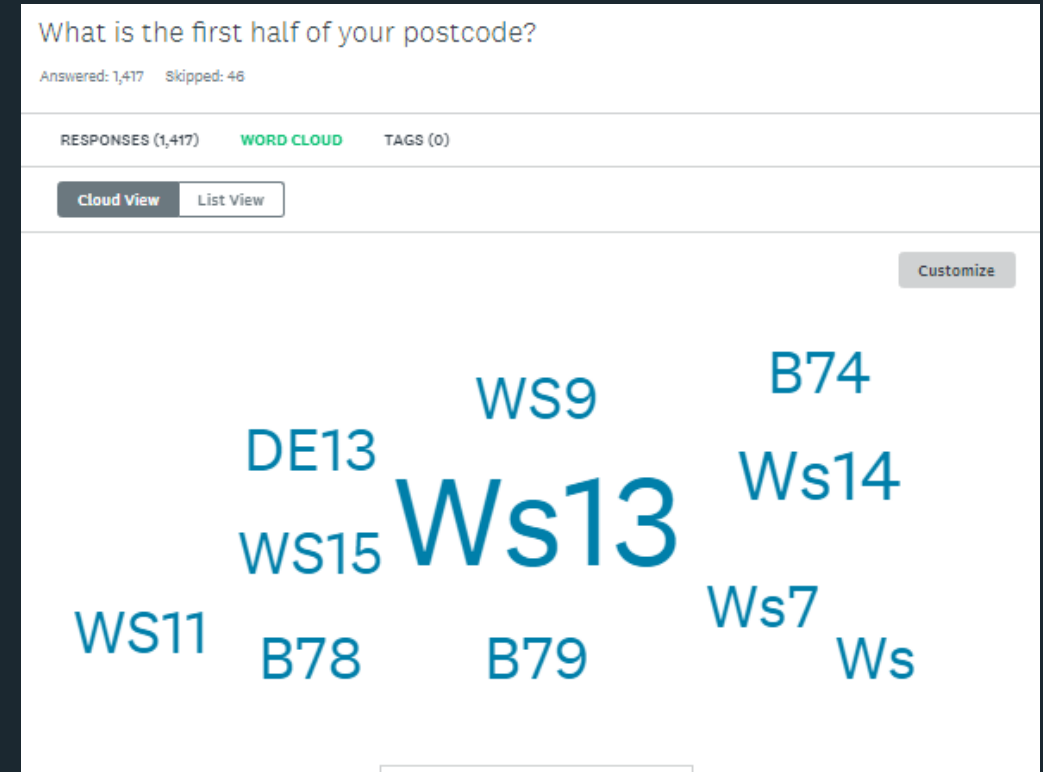 What is the first half of your postcode?
Answered: 1,417 Skipped: 46
RESPONSES (1,417) WORD CLOUD TAGS (0)
Cloud View List View
Customize
B74
WS9
DE13
Ws14
Ws13
WS15
Ws7
WS11
B78 B79 Ws